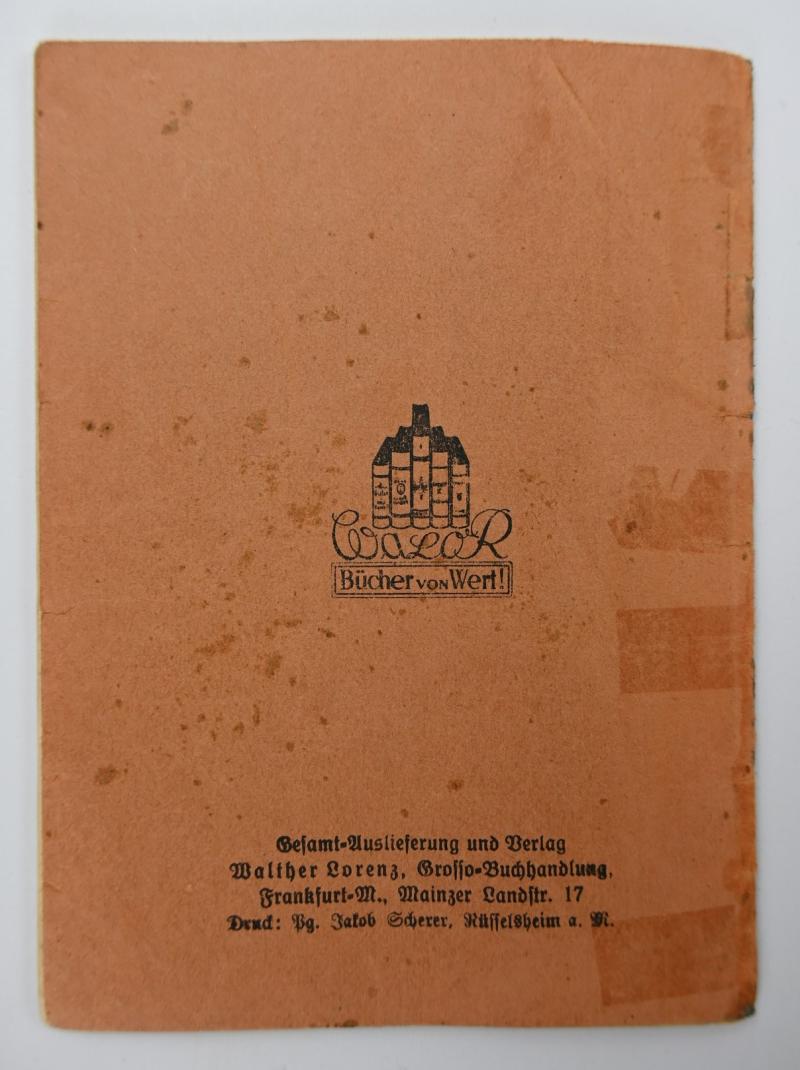 WALOR
Bücher von Wert!
Gesamt-Auslieferung und Verlag
Walther Lorenz, Grosso-Buchhandlung,
Frankfurt-M., Mainzer Landstr. 17
Druck: Pg. Jakob Scherer, Rüsselsheim a. M.